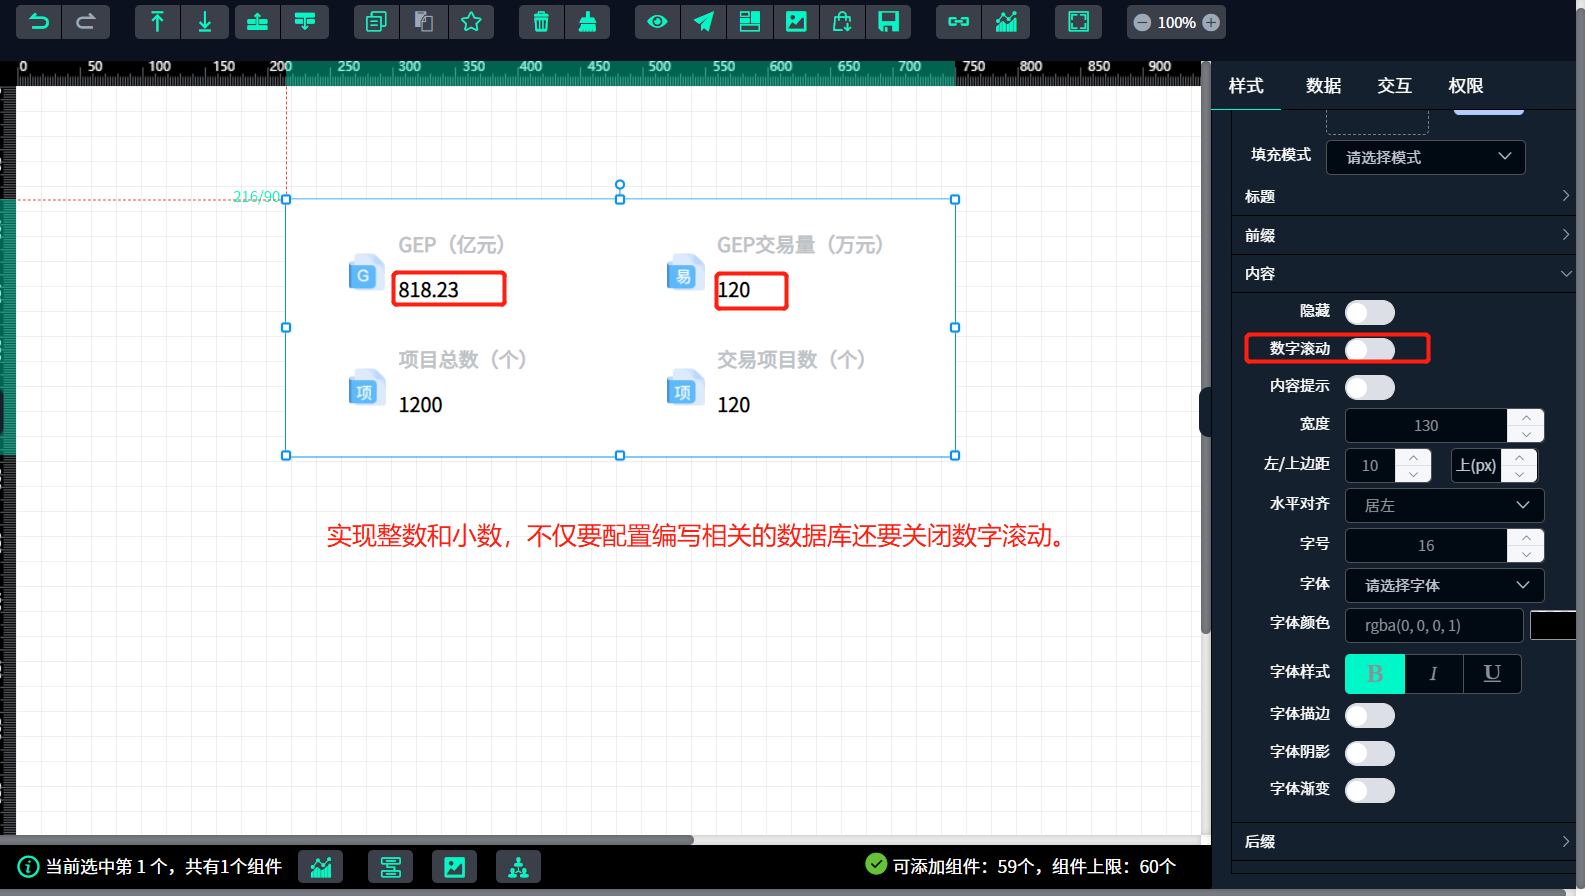 100%
0 50 100 150 200 250 300 350 400 450 500 550 600 650 700 750 800 850 900
样式 数据 交互 权限
填充模式 请选择模式
标题
216/90
前缀
GEP（亿元）
GEP交易量（万元）
G
易
818.23
120
内容
隐藏
数字滚动
项目总数（个）
交易项目数（个）
项
项
1200
120
内容提示
宽度 130
左/上边距 10 上(px)
水平对齐 居左
实现整数和小数，不仅要配置编写相关的数据库还要关闭数字滚动。
字号 16
字体 请选择字体
字体颜色 rgba(0, 0, 0, 1)
字体样式 B I U
字体描边
字体阴影
字体渐变
后缀
当前选中第 1 个，共有1个组件
可添加组件：59个，组件上限：60个